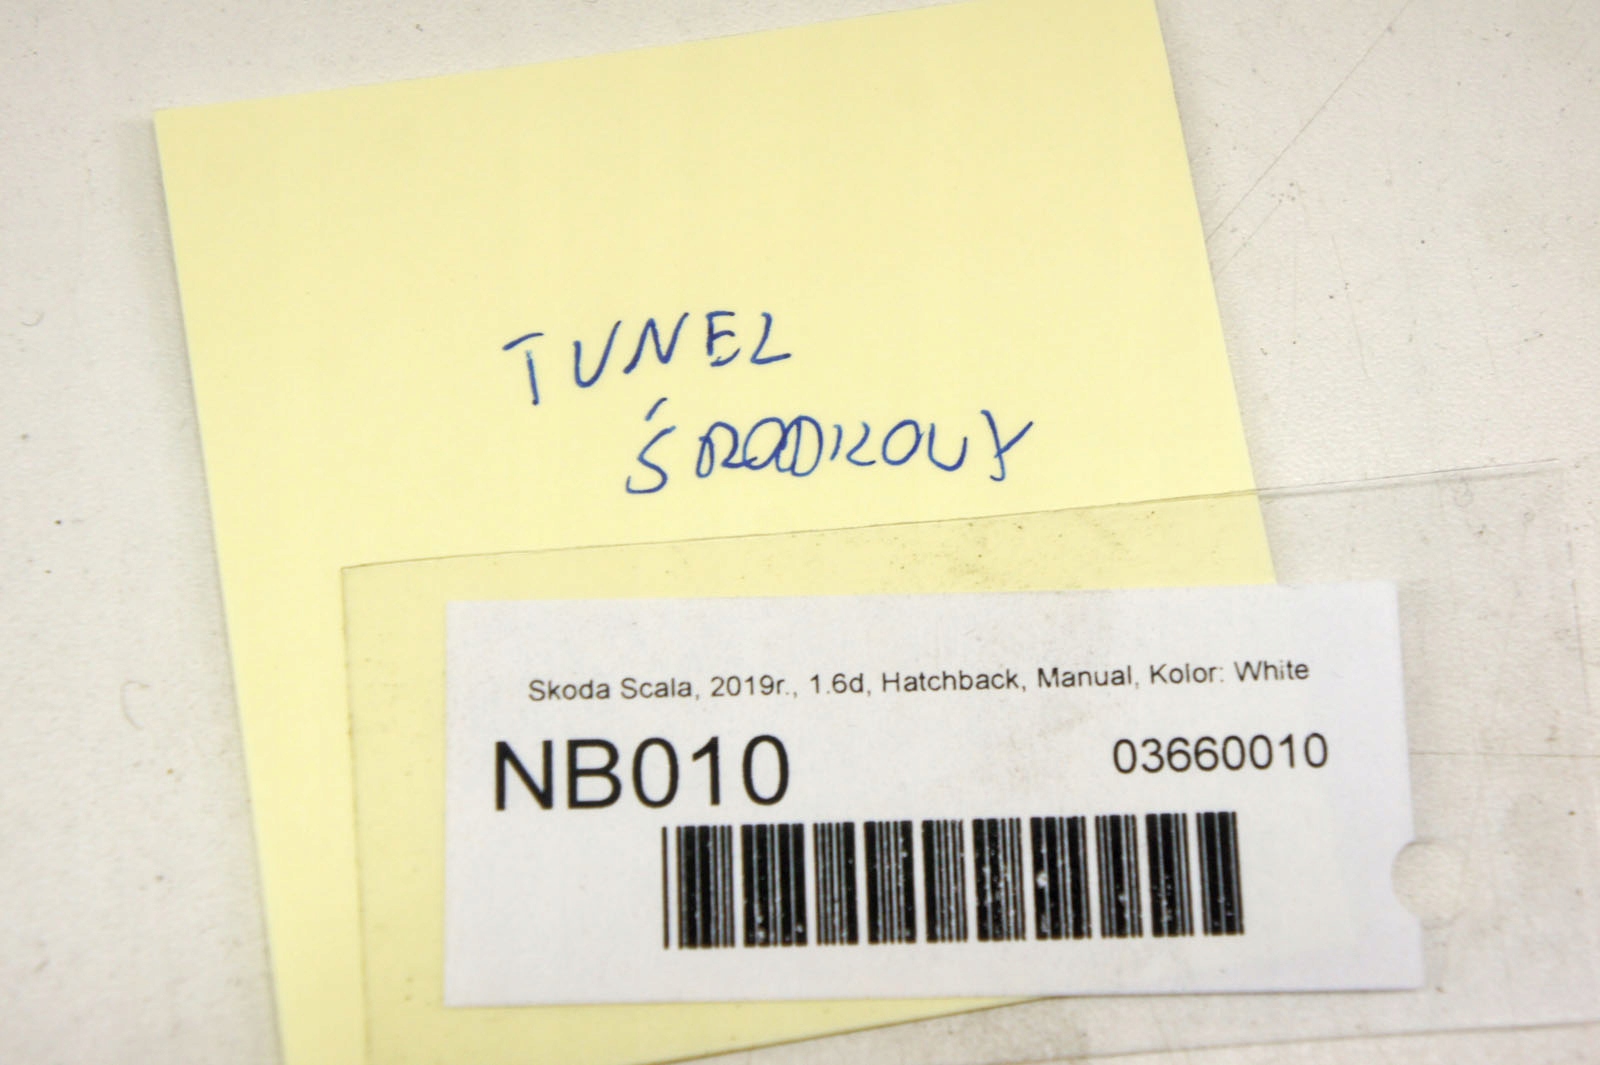 TUNEL
ŚRODKOWY
Skoda Scala, 2019r., 1.6d, Hatchback, Manual, Kolor: White
NB010
03660010